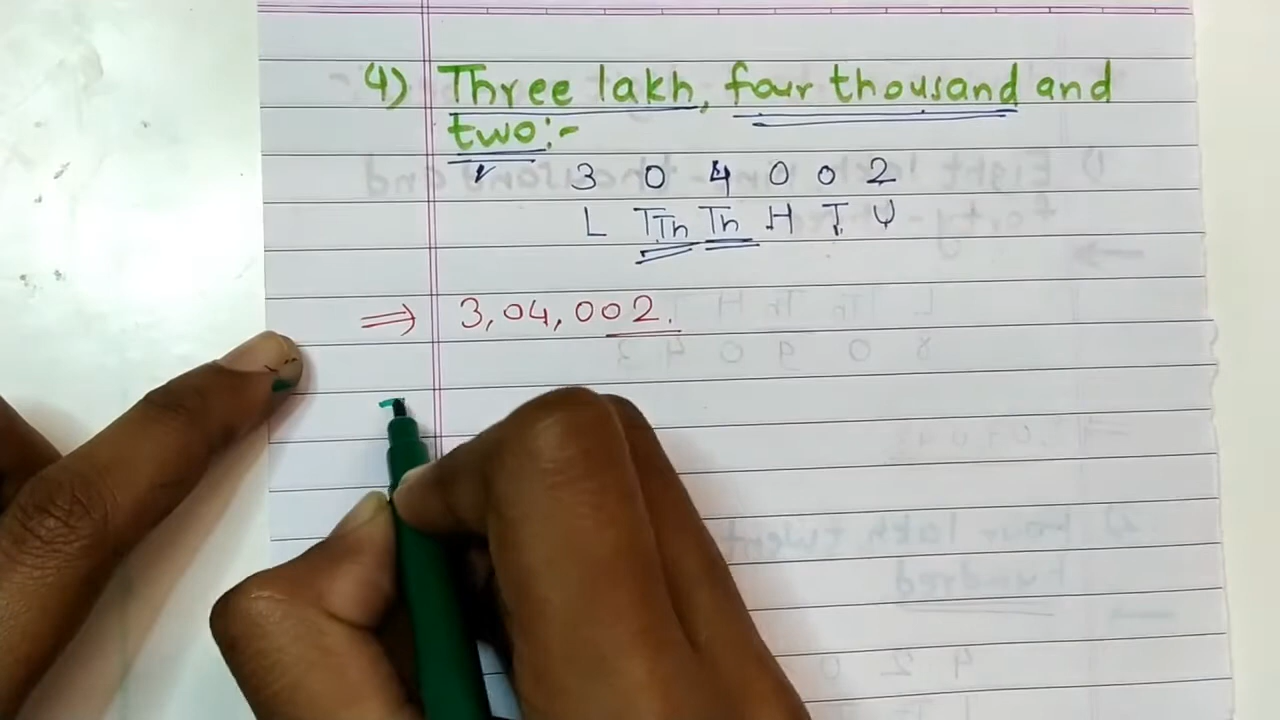 4) Three lakh, four thousand and
two:-
3 0 4 0 0 2
L TTh Th H T U
⇒ 3,04,002.